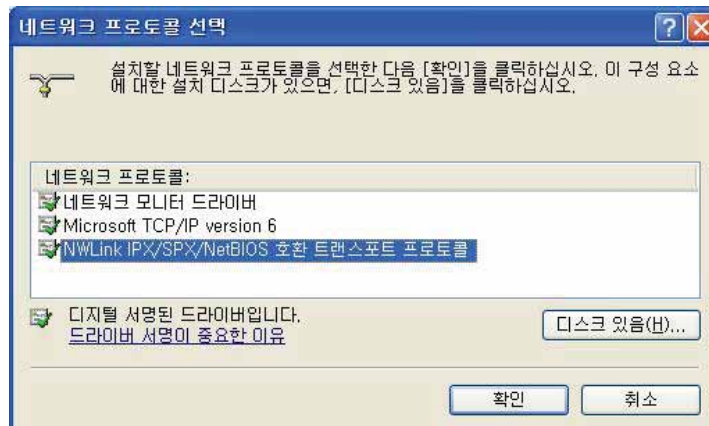 네트워크 프로토콜 선택
설치할 네트워크 프로토콜을 선택한 다음 [확인]을 클릭하십시오. 이 구성 요소
에 대한 설치 디스크가 있으면, [디스크 있음]을 클릭하십시오.
네트워크 프로토콜:
네트워크 모니터 드라이버
Microsoft TCP/IP version 6
NWLink IPX/SPX/NetBIOS 호환 트랜스포트 프로토콜
디지털 서명된 드라이버입니다.
드라이버 서명이 중요한 이유
디스크 있음(H)...
확인
취소